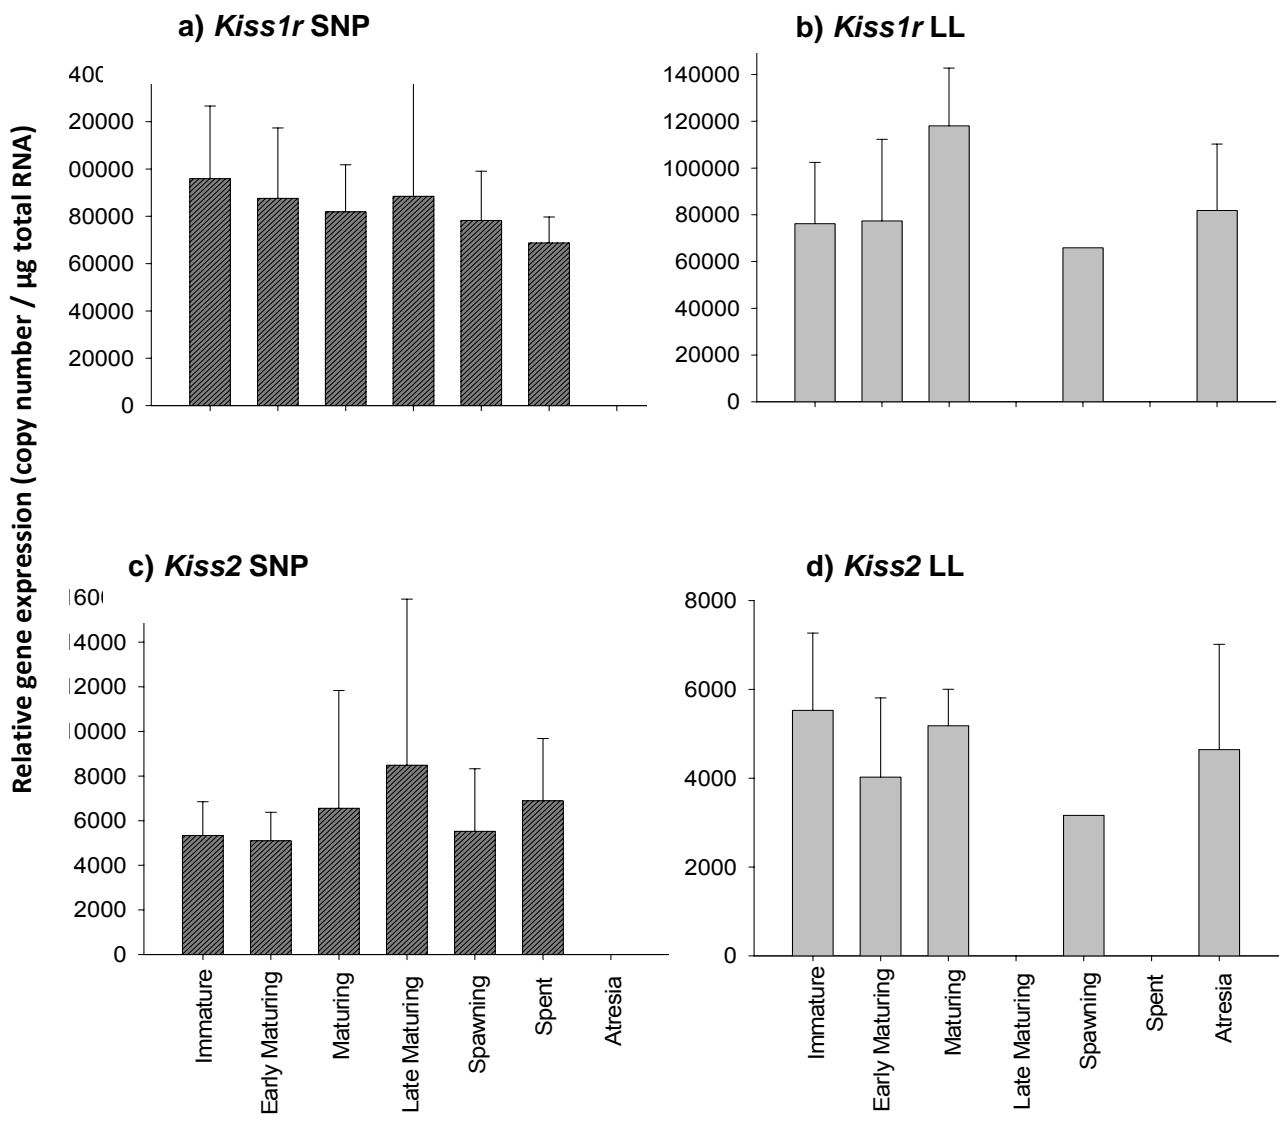 a) Kiss1r SNP
b) Kiss1r LL
Relative gene expression (copy number / µg total RNA)
40(
20000
00000
80000
60000
40000
20000
0
140000
120000
100000
80000
60000
40000
20000
0
c) Kiss2 SNP
d) Kiss2 LL
600
4000
2000
0000
8000
6000
4000
2000
0
8000
6000
4000
2000
0
Immature
Early Maturing
Maturing
Late Maturing
Spawning
Spent
Atresia
Immature
Early Maturing
Maturing
Late Maturing
Spawning
Spent
Atresia